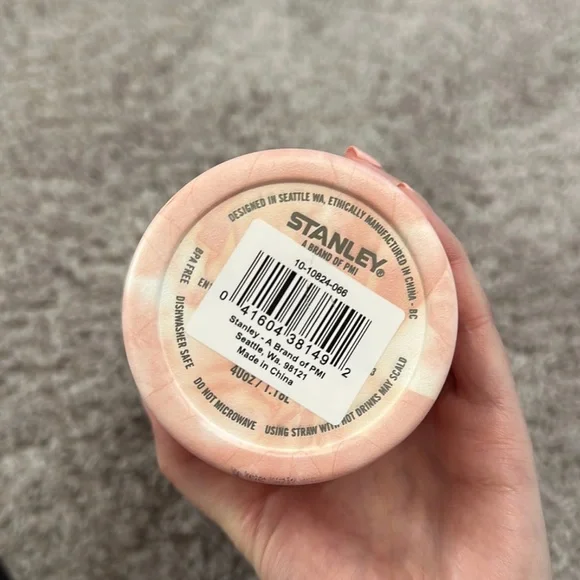 DESIGNED IN SEATTLE WA, ETHICALLY MANUFACTURED IN CHINA - BC
STANLEY®
A BRAND OF PMI
BPA FREE
DISHWASHER SAFE
DO NOT MICROWAVE
USING STRAW WITH HOT DRINKS MAY SCALD
10-10824-066
0 41604 38149 2
Stanley - A Brand of PMI
Seattle, Wa. 98121
Made in China
40OZ / 1.18L